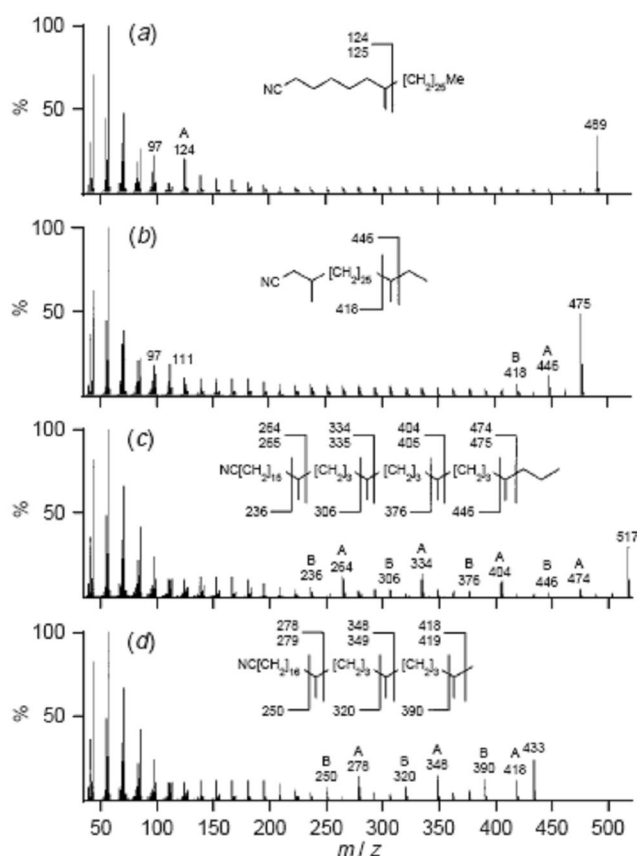 (a)
124
125
NC
[CH2]25Me
489
A
97
124
%
100
50
(b)
446
NC
[CH2]25
418
475
97
111
B
418
A
446
%
100
50
(c)
264
265
334
335
404
405
474
475
NC[CH2]15
[CH2]3
[CH2]3
[CH2]3
236
306
376
446
517
B
236
A
264
B
306
A
334
B
376
A
404
B
446
A
474
%
100
50
(d)
278
279
348
349
418
419
NC[CH2]16
[CH2]3
[CH2]3
250
320
390
B
250
A
278
B
320
A
348
B
390
A
418
433
%
100
50
50 100 150 200 250 300 350 400 450 500
m / z